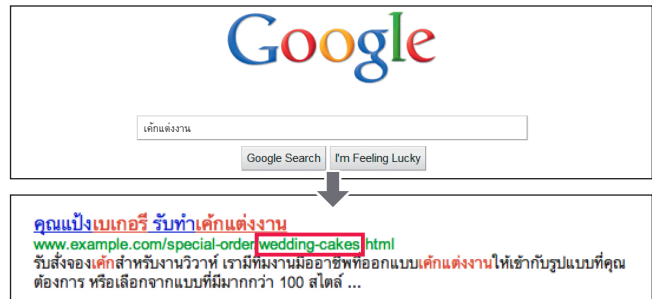 Google
เค้กแต่งงาน
Google Search I'm Feeling Lucky
คุณแป้งเบเกอรี รับทำเค้กแต่งงาน
www.example.com/special-order/wedding-cakes.html
รับสั่งจองเค้กสำหรับงานวิวาห์ เรามีทีมงานมืออาชีพที่ออกแบบเค้กแต่งงานให้เข้ากับรูปแบบที่คุณ
ต้องการ หรือเลือกจากแบบที่มีมากกว่า 100 สไตล์ ...